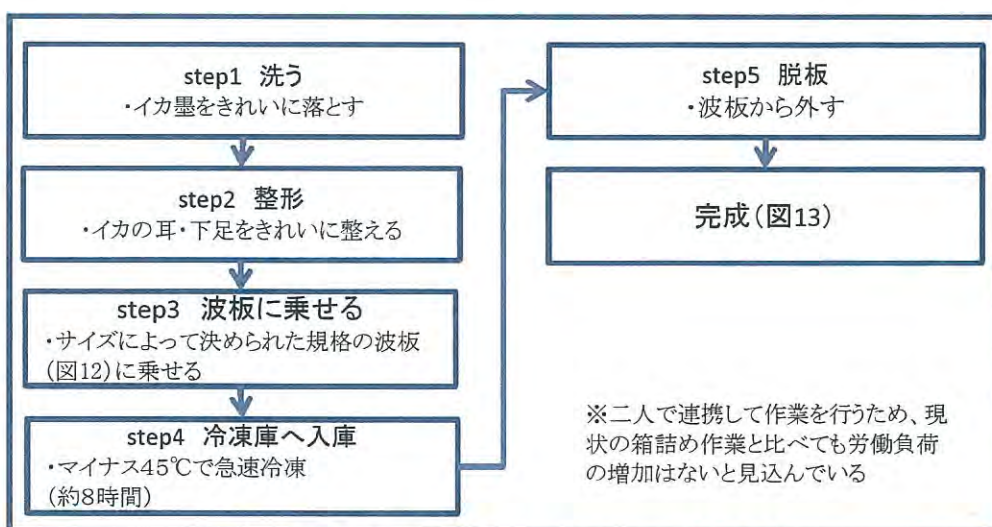 step1 洗う
・イカ墨をきれいに落とす
step2 整形
・イカの耳・下足をきれいに整える
step3 波板に乗せる
・サイズによって決められた規格の波板
(図12)に乗せる
step4 冷凍庫へ入庫
・マイナス45℃で急速冷凍
(約8時間)
step5 脱板
・波板から外す
完成(図13)
※二人で連携して作業を行うため、現
状の箱詰め作業と比べても労働負荷
の増加はないと見込んでいる